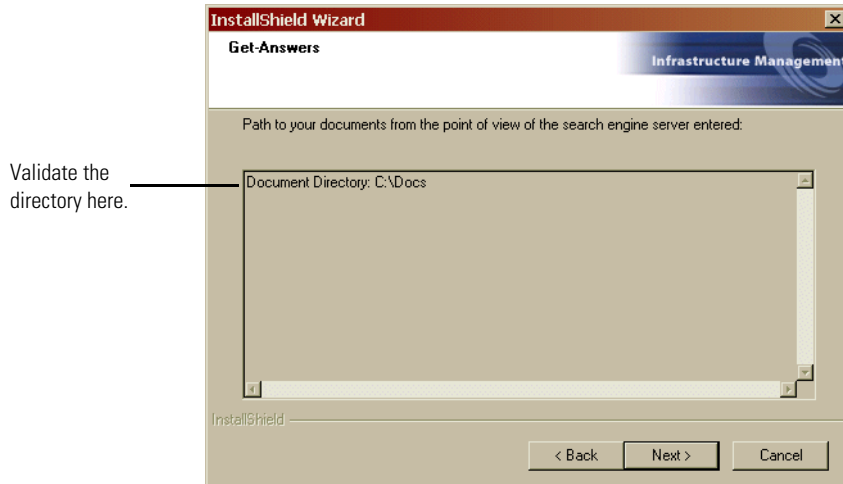 InstallShield Wizard
Get-Answers
Infrastructure Management
Path to your documents from the point of view of the search engine server entered:
Validate the
directory here.
Document Directory: C:\Docs
InstallShield
< Back
Next >
Cancel